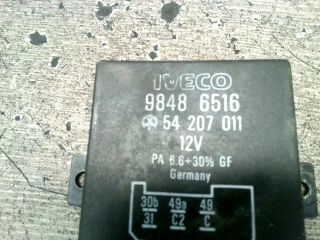 IVECO
9848 6516
54 207 011
12V
PA 6.6+30% GF
Germany
30b 49a 49
31 C2 C